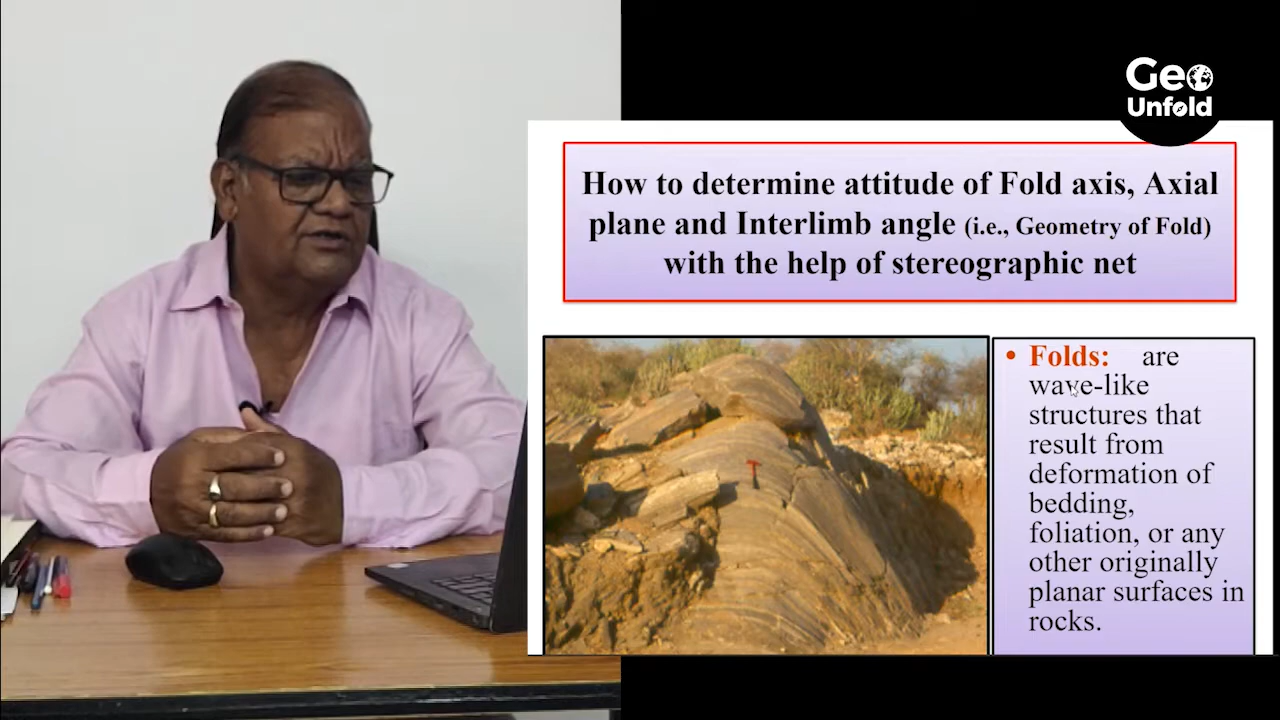 Geo
Unfold
How to determine attitude of Fold axis, Axial
plane and Interlimb angle (i.e., Geometry of Fold)
with the help of stereographic net
• Folds: are
wave-like
structures that
result from
deformation of
bedding,
foliation, or any
other originally
planar surfaces in
rocks.